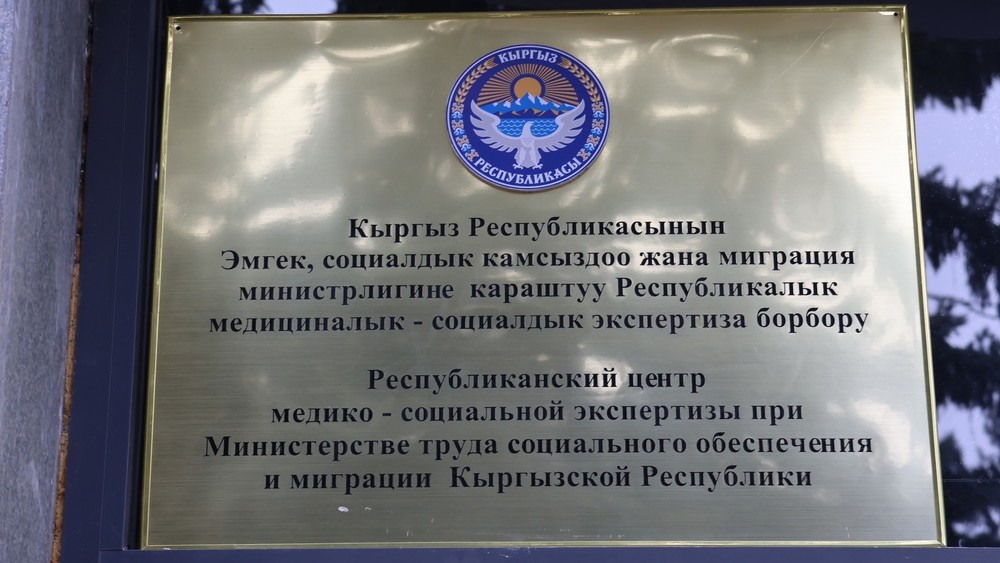 КЫРГЫЗ
РЕСПУБЛИКАСЫ
Кыргыз Республикасынын
Эмгек, социалдык камсыздоо жана миграция
министрлигине караштуу Республикалык
медициналык - социалдык экспертиза борбору
Республиканский центр
медико - социальной экспертизы при
Министерстве труда социального обеспечения
и миграции Кыргызской Республики